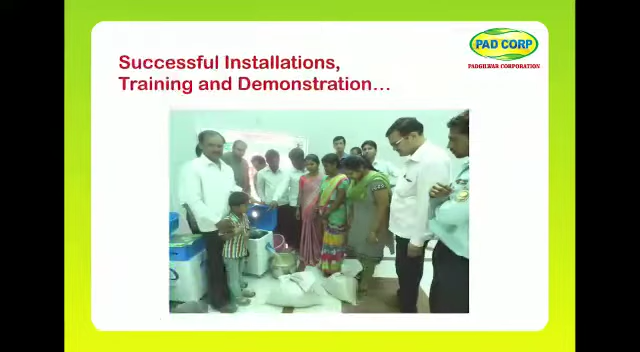 PAD CORP
PADGILWAR CORPORATION
Successful Installations,
Training and Demonstration...